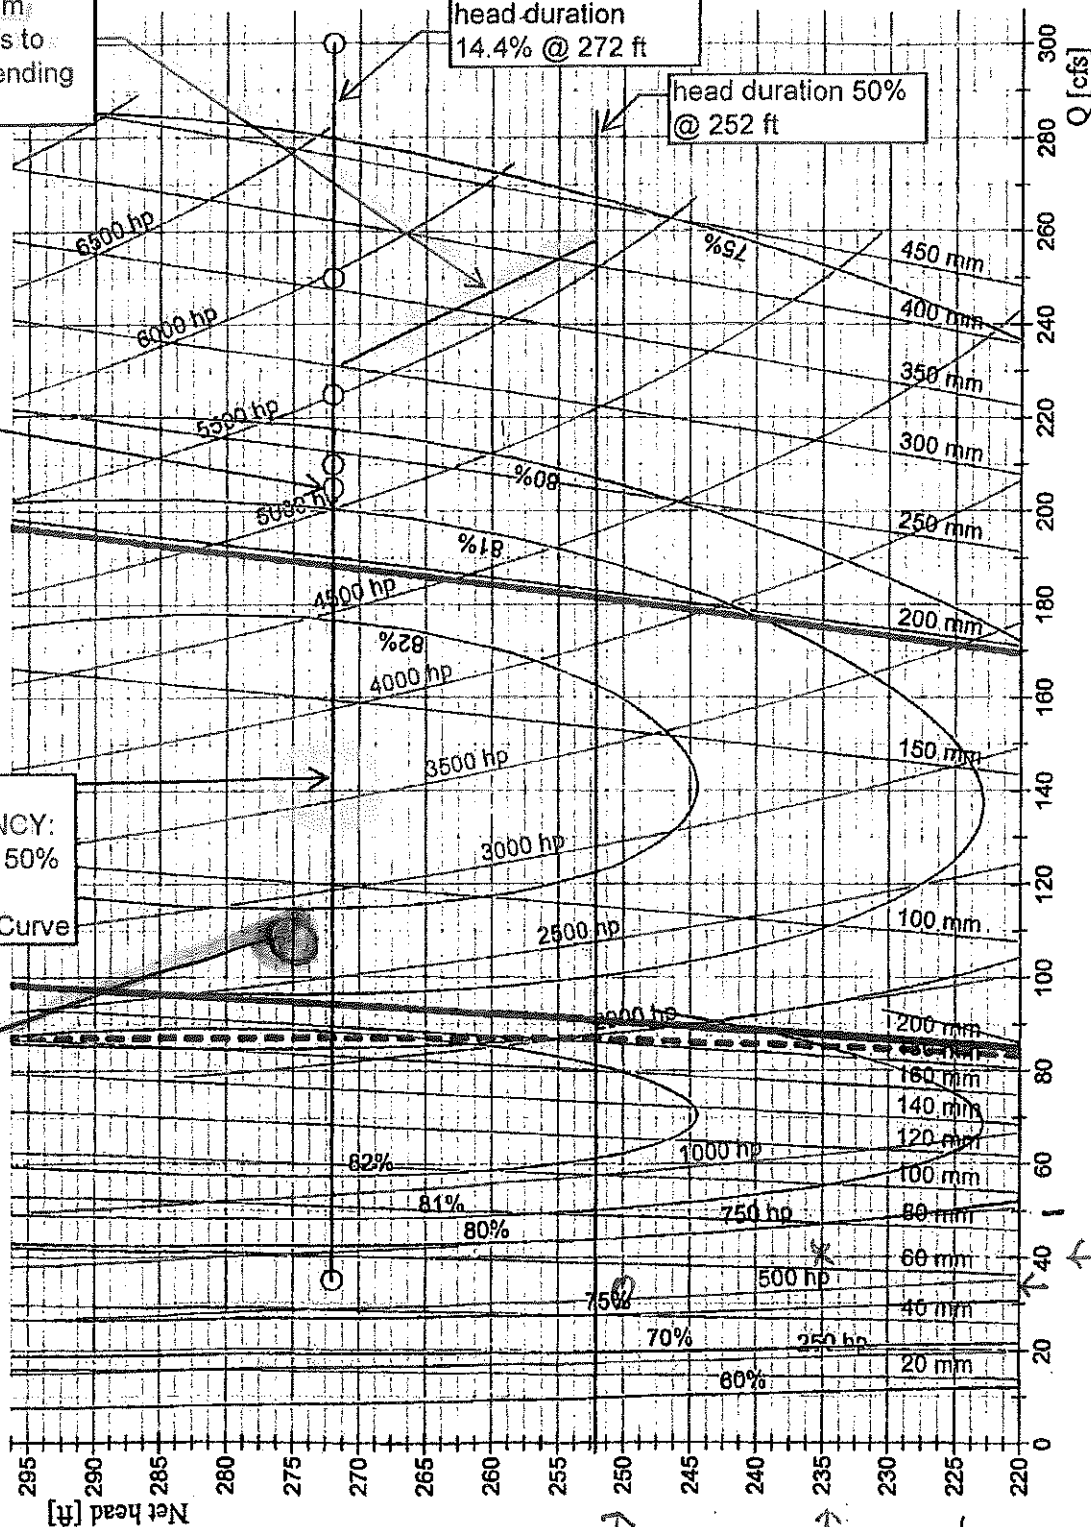 m
s to
ending
head duration
14.4% @ 272 ft
head duration 50%
@ 252 ft
300
280
260
240
220
200
180
160
140
120
100
80
60
40
20
0
Q [cfs]
6500 hp
6000 hp
5500 hp
5000 hp
4500 hp
4000 hp
3500 hp
3000 hp
2500 hp
2000 hp
1000 hp
750 hp
500 hp
250 hp
75%
80%
81%
82%
450 mm
400 mm
350 mm
300 mm
250 mm
200 mm
150 mm
100 mm
200 mm
160 mm
140 mm
120 mm
100 mm
80 mm
60 mm
40 mm
20 mm
82%
81%
80%
75%
70%
60%
NCY:
50%
Curve
295
290
285
280
275
270
265
260
255
250
245
240
235
230
225
220
Net head [ft]